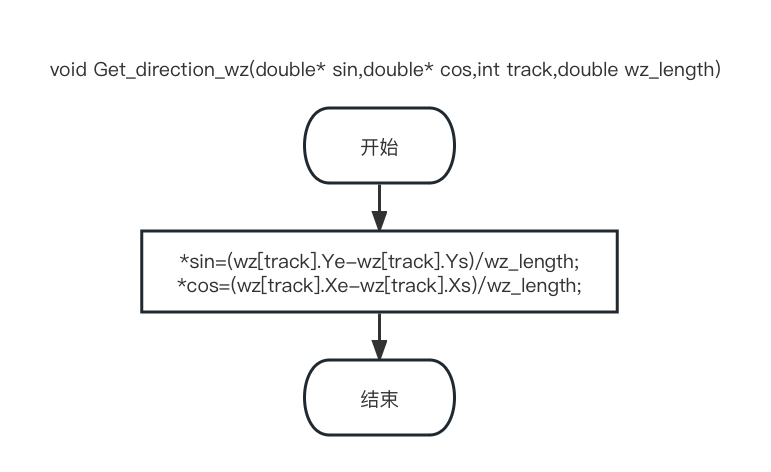 void Get_direction_wz(double* sin,double* cos,int track,double wz_length)
开始
*sin=(wz[track].Ye-wz[track].Ys)/wz_length;
*cos=(wz[track].Xe-wz[track].Xs)/wz_length;
结束